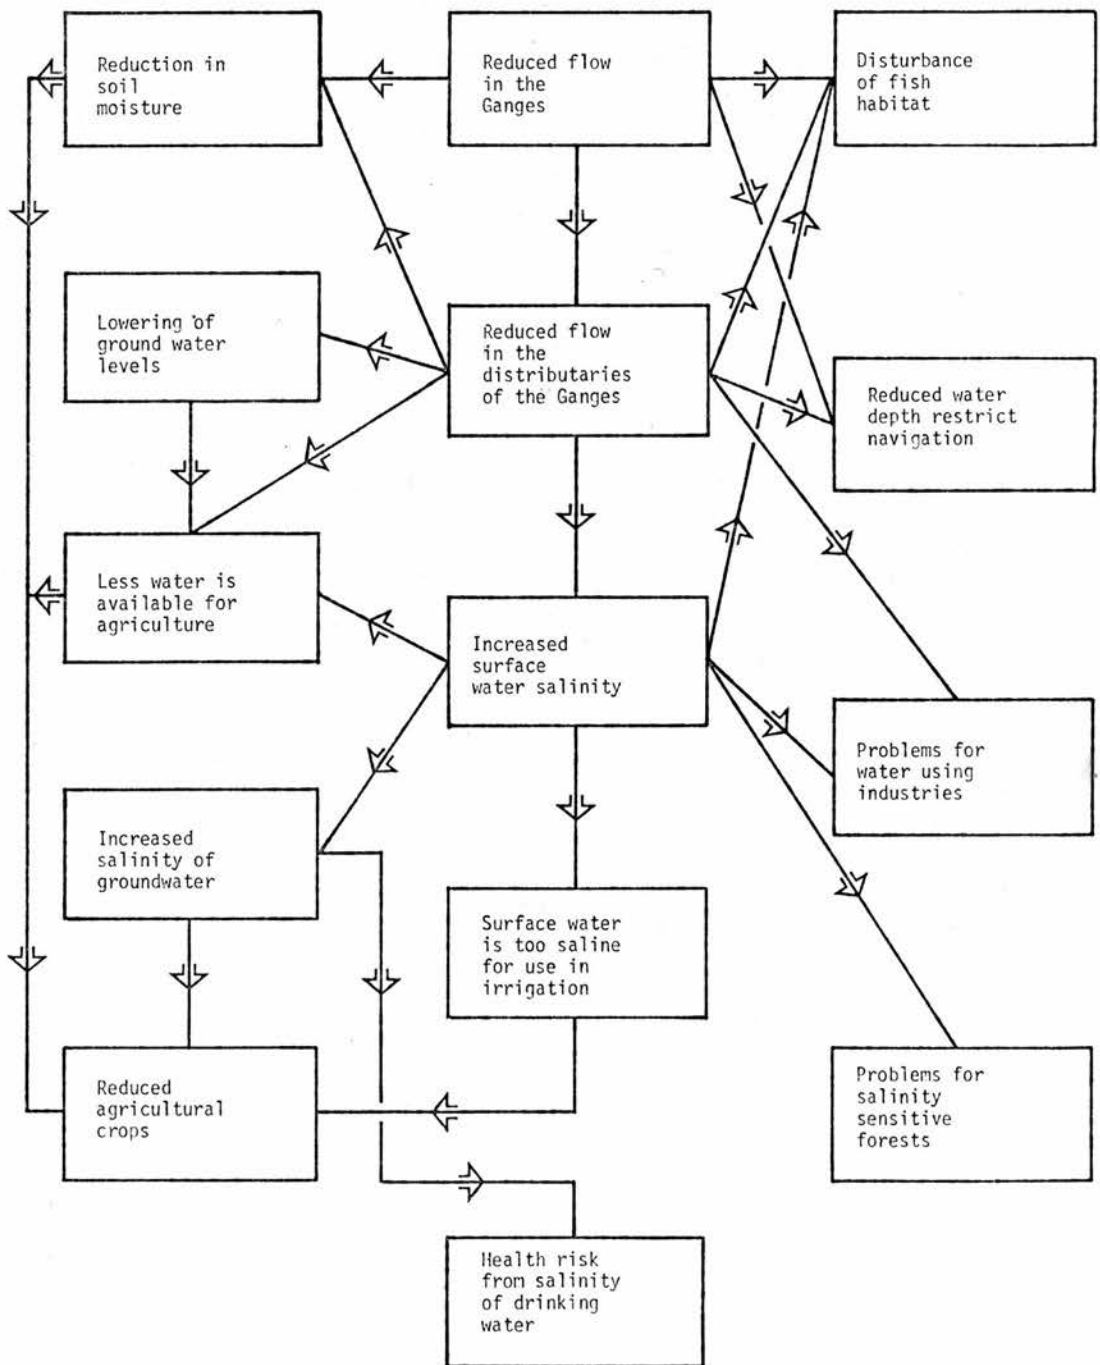 Reduction in
soil
moisture
Reduced flow
in the
Ganges
Disturbance
of fish
habitat
Lowering of
ground water
levels
Reduced flow
in the
distributaries
of the Ganges
Reduced water
depth restrict
navigation
Less water is
available for
agriculture
Increased
surface
water salinity
Problems for
water using
industries
Increased
salinity of
groundwater
Surface water
is too saline
for use in
irrigation
Reduced
agricultural
crops
Problems for
salinity
sensitive
forests
Health risk
from salinity
of drinking
water